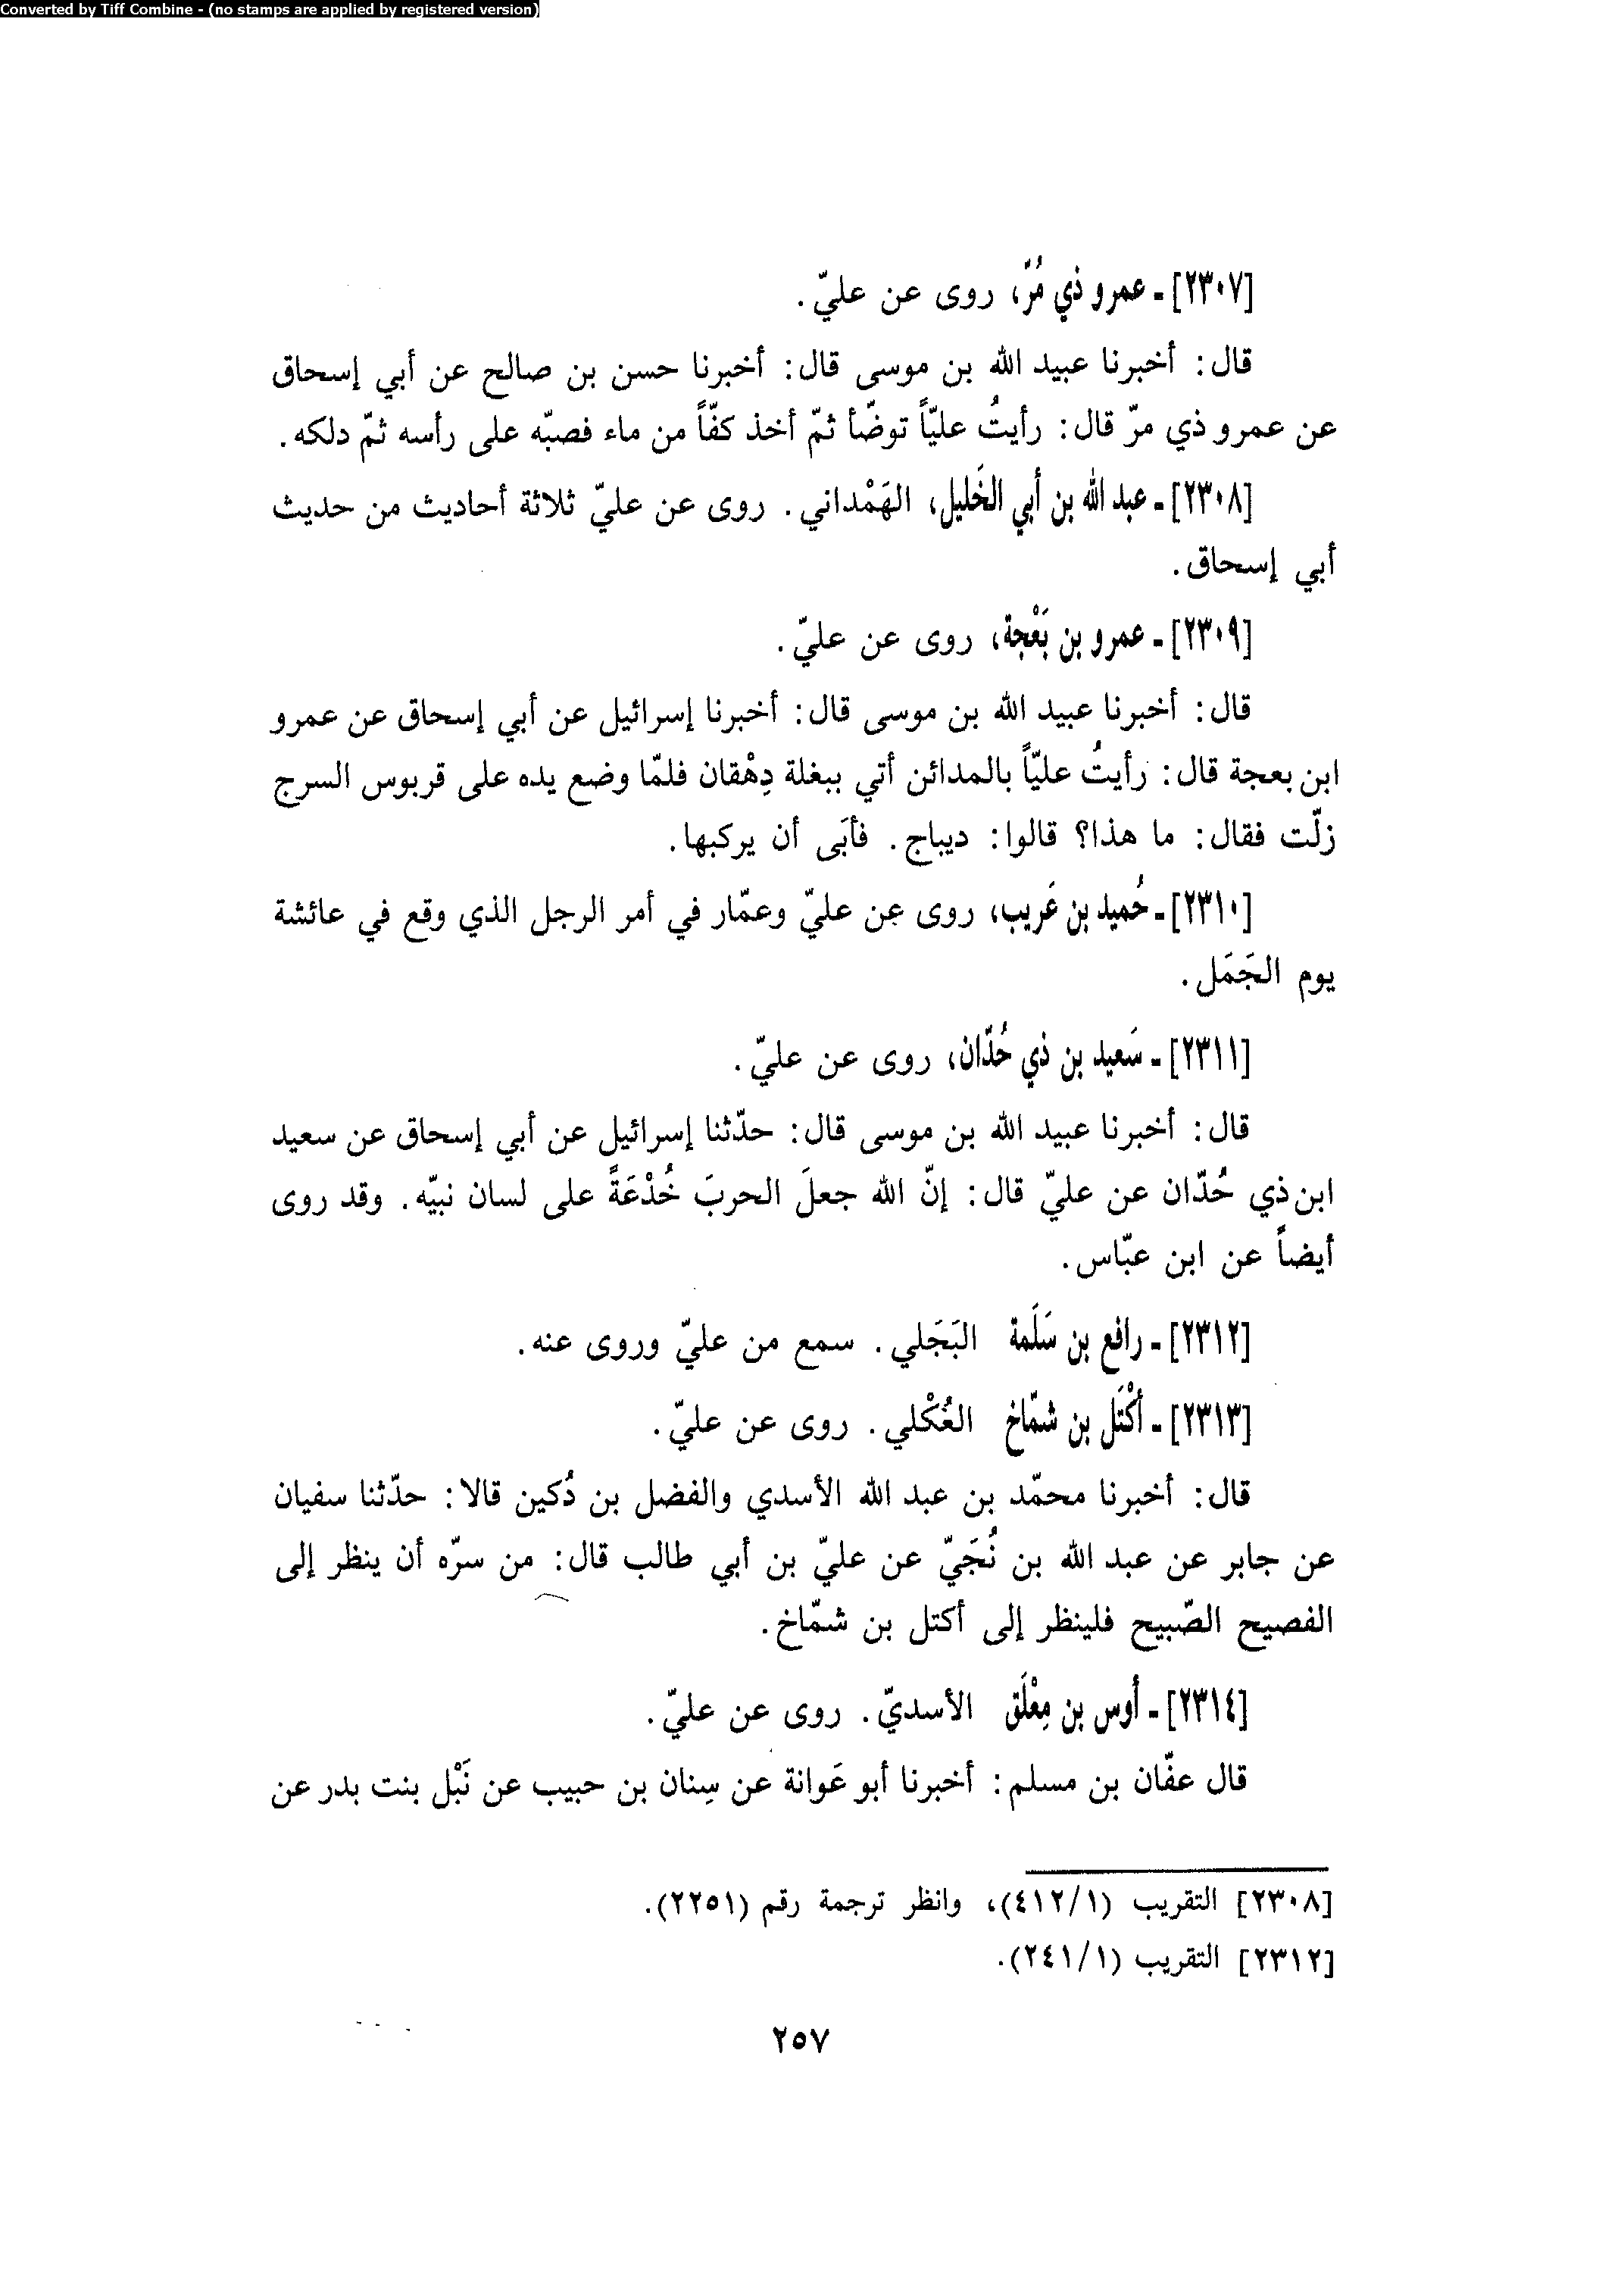 Converted by Tiff Combine - (no stamps are applied by registered version)
[٢٣٠٧] - عمرو ذي مُرّ، روى عن عليّ.
قال: أخبرنا عبيد الله بن موسى قال: أخبرنا حسن بن صالح عن أبي إسحاق
عن عمرو ذي مرّ قال: رأيتُ عليّاً توضّأ ثمّ أخذ كفّاً من ماء فصبّه على رأسه ثمّ دلكه.
[٢٣٠٨] - عبد الله بن أبي الخَليل، الهَمْداني. روى عن عليّ ثلاثة أحاديث من حديث
أبي إسحاق.
[٢٣٠٩] - عمرو بن بَعْجة، روى عن عليّ.
قال: أخبرنا عبيد الله بن موسى قال: أخبرنا إسرائيل عن أبي إسحاق عن عمرو
ابن بعجة قال: رأيتُ عليّاً بالمدائن أتي ببغلة دِهْقان فلمّا وضع يده على قربوس السرج
زلّت فقال: ما هذا؟ قالوا: ديباج. فأبَى أن يركبها.
[٢٣١٠] - حُميد بن عَريب، روى عن عليّ وعمّار في أمر الرجل الذي وقع في عائشة
يوم الجَمَل.
[٢٣١١] - سَعيد بن ذي حُدّان، روى عن عليّ.
قال: أخبرنا عبيد الله بن موسى قال: حدّثنا إسرائيل عن أبي إسحاق عن سعيد
ابن ذي حُدّان عن عليّ قال: إنّ الله جعلَ الحربَ خُدْعَةً على لسان نبيّه. وقد روى
أيضاً عن ابن عبّاس.
[٢٣١٢] - رافع بن سَلَمة البَجَلي. سمع من عليّ وروى عنه.
[٢٣١٣] - أكْتَل بن شمّاخ العُكْلي. روى عن عليّ.
قال: أخبرنا محمّد بن عبد الله الأسدي والفضل بن دُكين قالا: حدّثنا سفيان
عن جابر عن عبد الله بن نُجَيّ عن عليّ بن أبي طالب قال: من سرّه أن ينظر إلى
الفصيح الصّبيح فلينظر إلى أكتل بن شمّاخ.
[٢٣١٤] - أوس بن مِعْلَق الأسديّ. روى عن عليّ.
قال عفّان بن مسلم: أخبرنا أبو عَوانة عن سِنان بن حبيب عن نَبْل بنت بدر عن
[٢٣٠٨] التقريب (٤١٢/١)، وانظر ترجمة رقم (٢٢٥١).
[٢٣١٢] التقريب (٢٤١/١).
٢٥٧